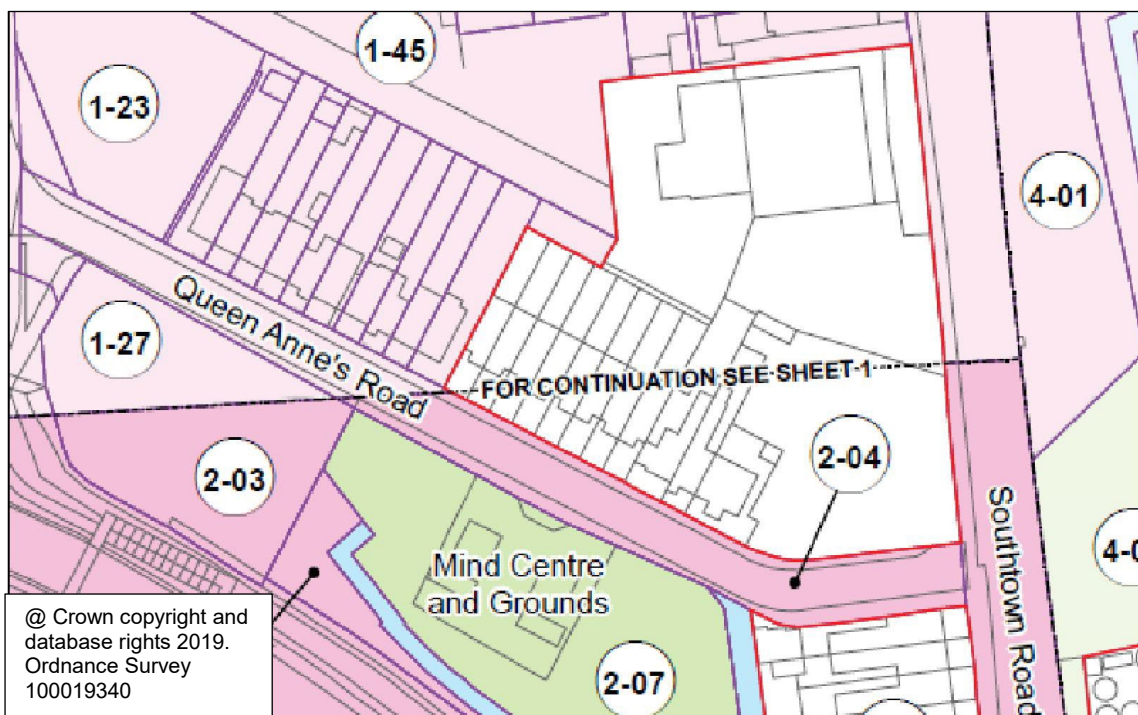 1-45
1-23
4-01
Queen Anne's Road
1-27
FOR CONTINUATION SEE SHEET 1
2-04
2-03
Southtown Road
Mind Centre
and Grounds
2-07
@ Crown copyright and
database rights 2019.
Ordnance Survey
100019340